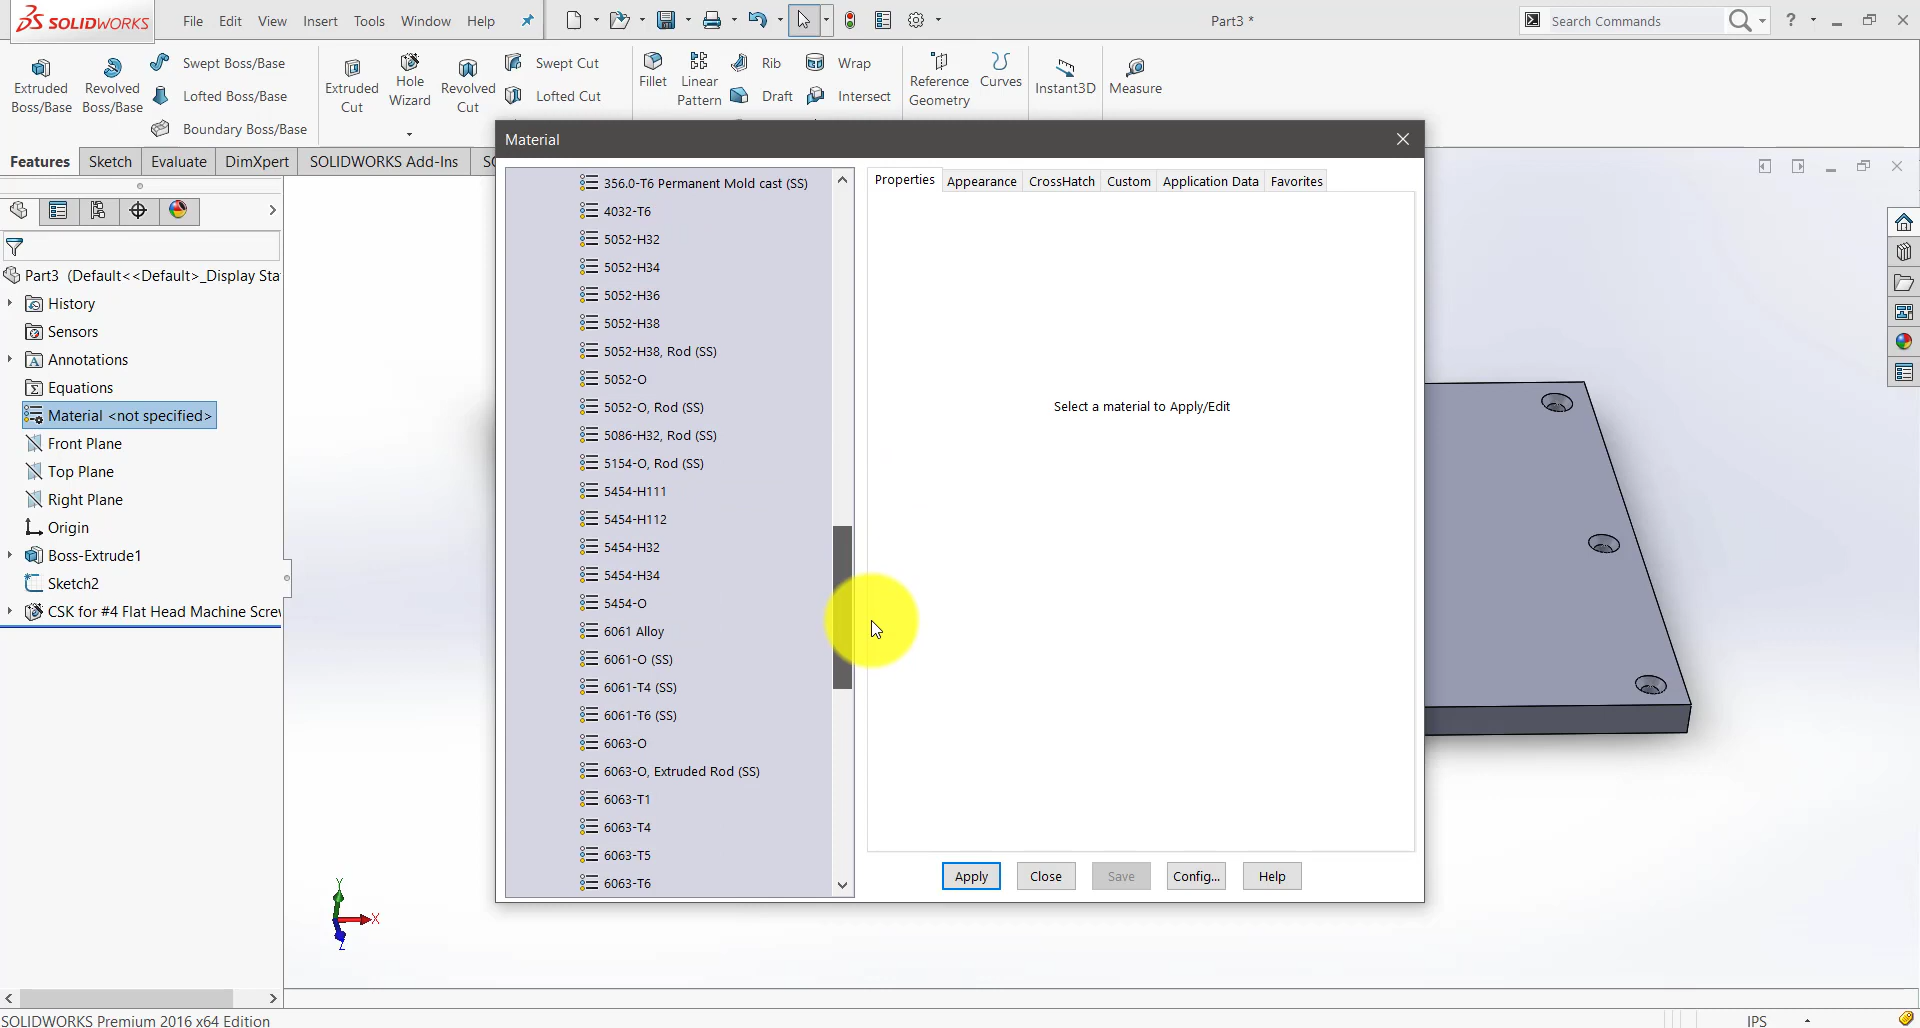 SOLIDWORKS File Edit View Insert Tools Window Help Part3 * Search Commands ?
Extruded Boss/Base
Revolved Boss/Base
Swept Boss/Base
Lofted Boss/Base
Boundary Boss/Base
Extruded Cut
Hole Wizard
Revolved Cut
Swept Cut
Lofted Cut
Fillet
Linear Pattern
Rib
Draft
Wrap
Intersect
Reference Geometry
Curves
Instant3D
Measure
Features Sketch Evaluate DimXpert SOLIDWORKS Add-Ins SO
Part3 (Default<<Default>_Display Sta
History
Sensors
Annotations
Equations
Material <not specified>
Front Plane
Top Plane
Right Plane
Origin
Boss-Extrude1
Sketch2
CSK for #4 Flat Head Machine Screw
Material
356.0-T6 Permanent Mold cast (SS)
4032-T6
5052-H32
5052-H34
5052-H36
5052-H38
5052-H38, Rod (SS)
5052-O
5052-O, Rod (SS)
5086-H32, Rod (SS)
5154-O, Rod (SS)
5454-H111
5454-H112
5454-H32
5454-H34
5454-O
6061 Alloy
6061-O (SS)
6061-T4 (SS)
6061-T6 (SS)
6063-O
6063-O, Extruded Rod (SS)
6063-T1
6063-T4
6063-T5
6063-T6
Properties Appearance CrossHatch Custom Application Data Favorites
Select a material to Apply/Edit
Apply Close Save Config... Help
Y
X
Z
SOLIDWORKS Premium 2016 x64 Edition IPS